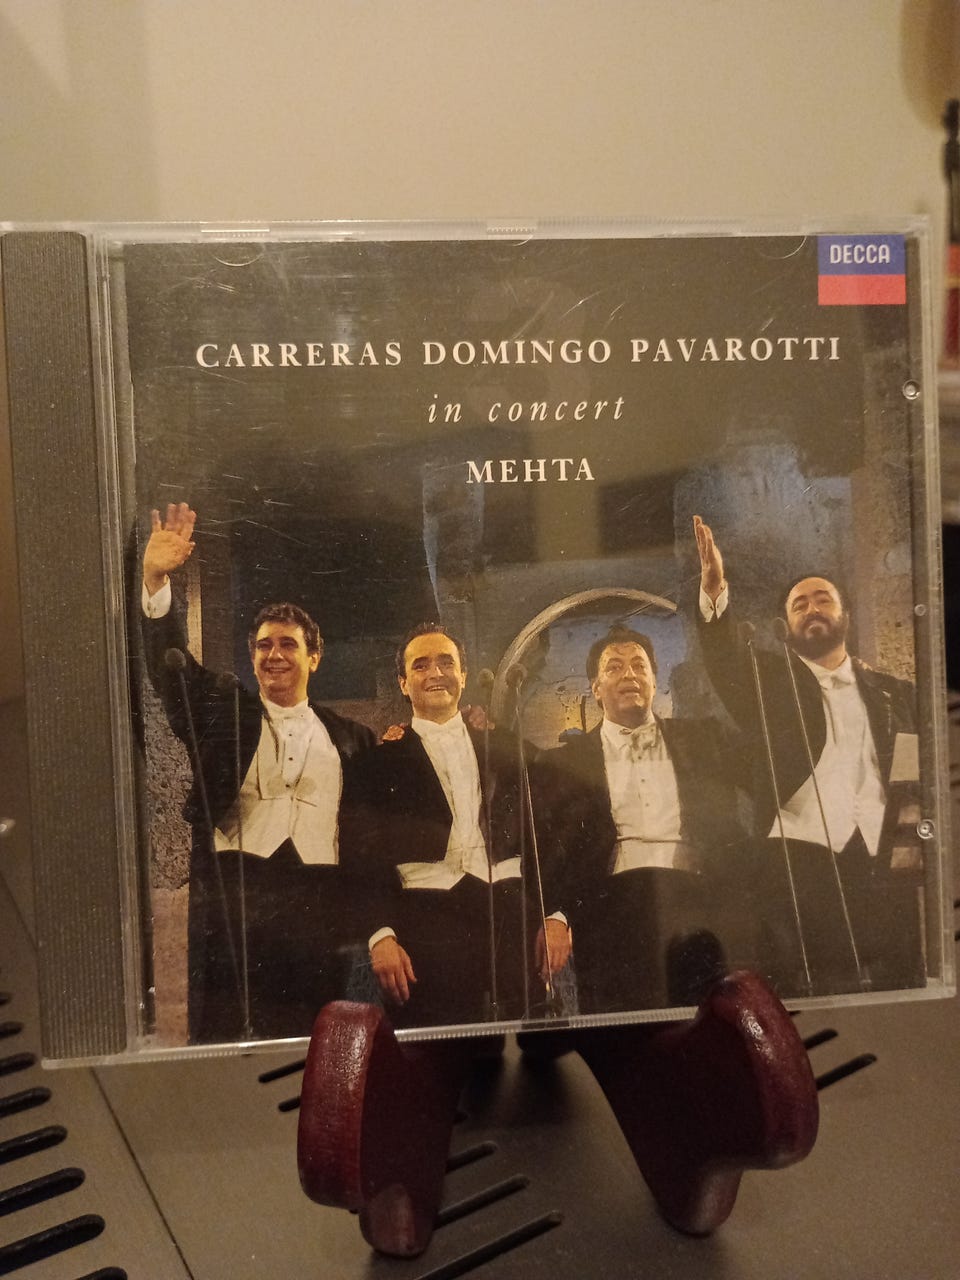 DECCA
CARRERAS DOMINGO PAVAROTTI
in concert
MEHTA